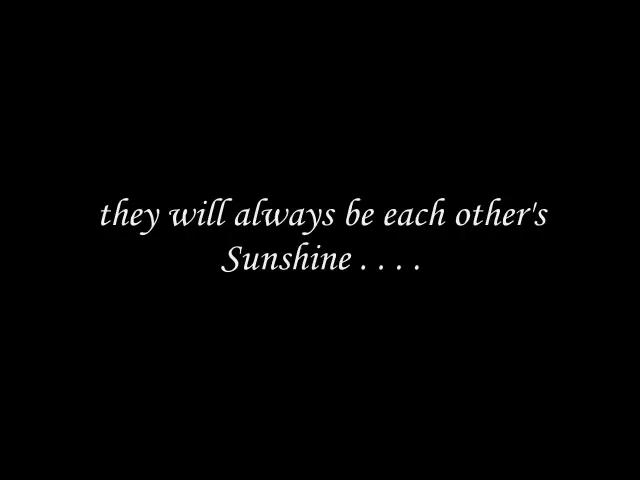 they will always be each other's
Sunshine . . . .